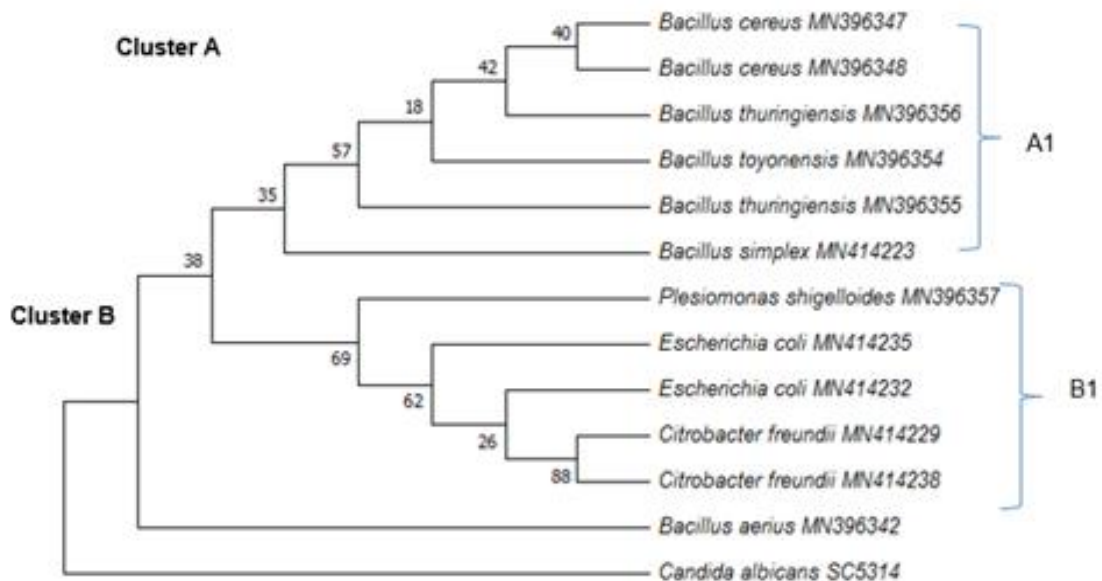 Cluster A
40
Bacillus cereus MN396347
42
Bacillus cereus MN396348
18
Bacillus thuringiensis MN396356
A1
57
Bacillus toyonensis MN396354
35
Bacillus thuringiensis MN396355
38
Bacillus simplex MN414223
Cluster B
Plesiomonas shigelloides MN396357
69
Escherichia coli MN414235
62
Escherichia coli MN414232
B1
26
Citrobacter freundii MN414229
88
Citrobacter freundii MN414238
Bacillus aerius MN396342
Candida albicans SC5314